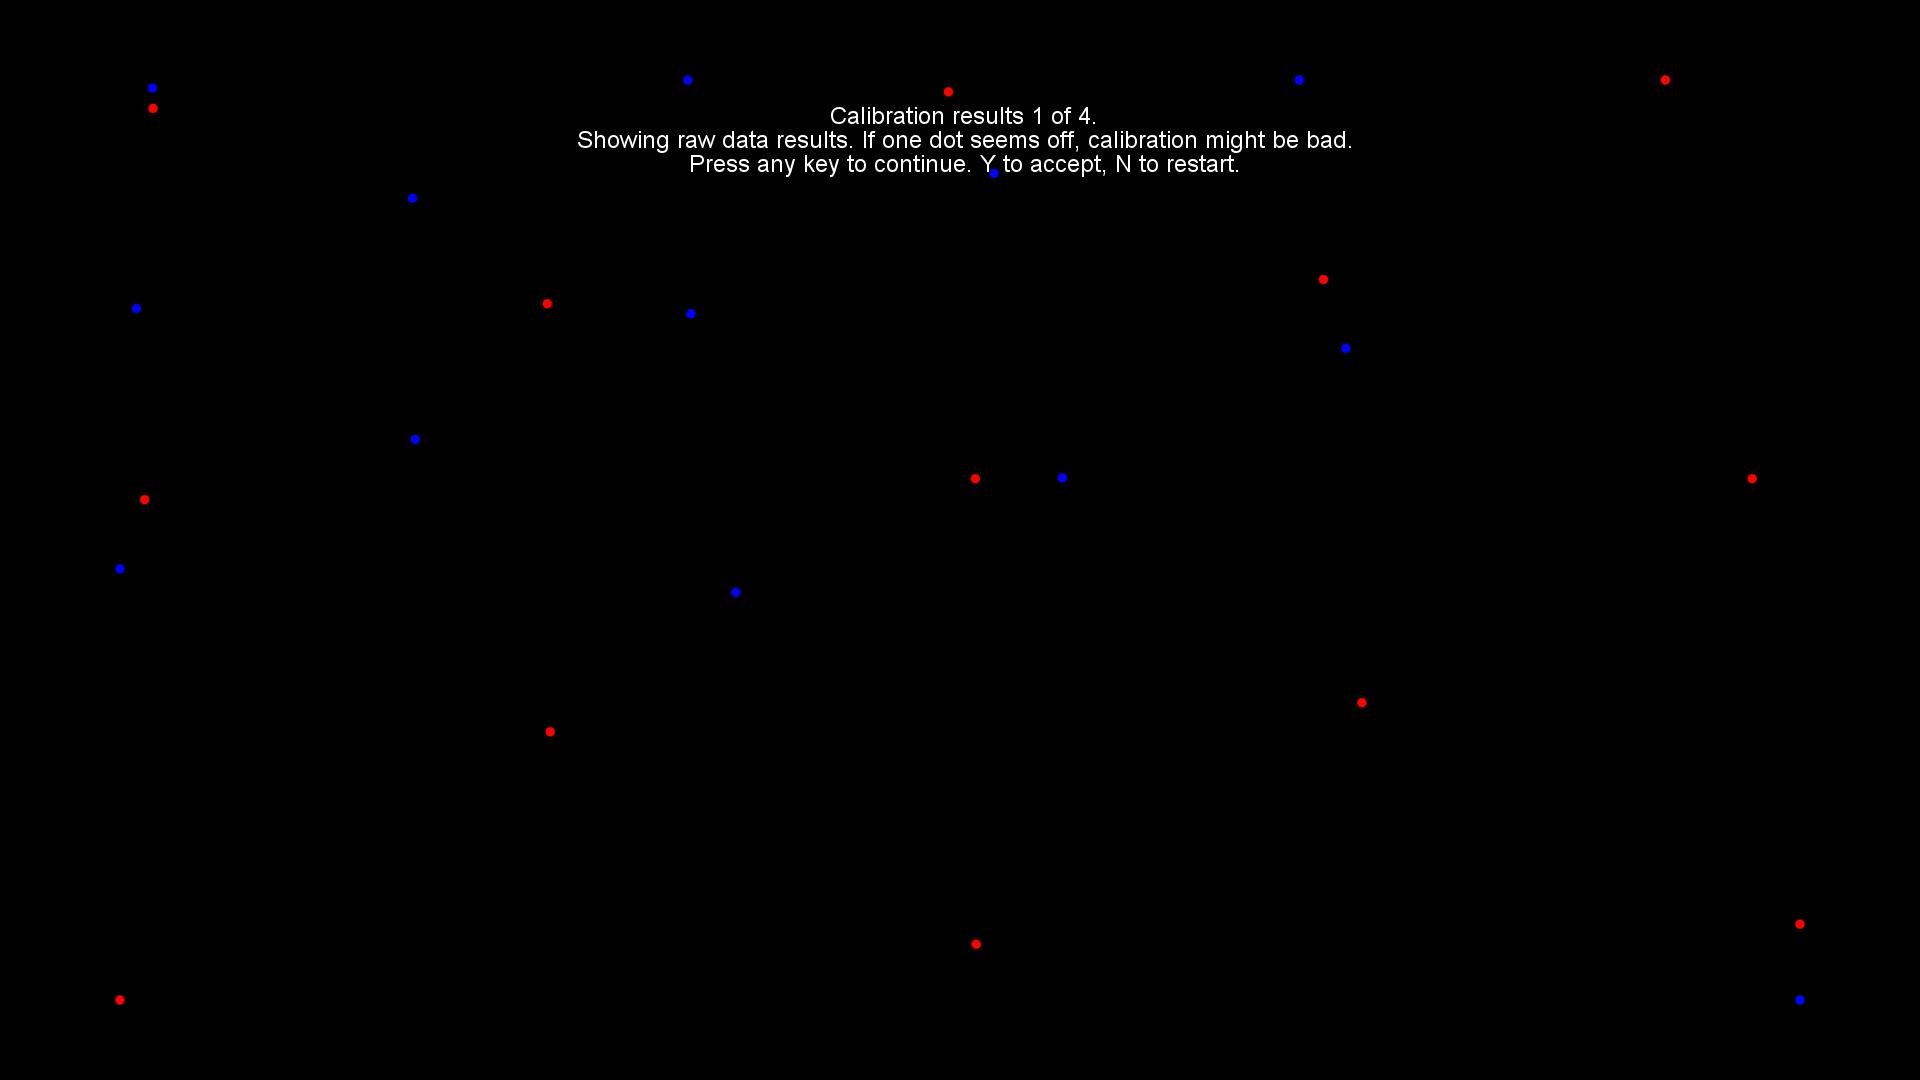 Calibration results 1 of 4.
Showing raw data results. If one dot seems off, calibration might be bad.
Press any key to continue. Y to accept, N to restart.